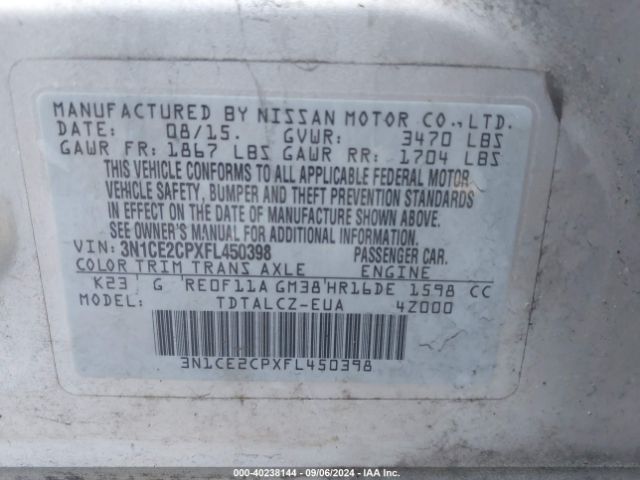 MANUFACTURED BY NISSAN MOTOR CO.,LTD.
DATE: 08/15. GVWR: 3470 LBS
GAWR FR: 1867 LBS GAWR RR: 1704 LBS
THIS VEHICLE CONFORMS TO ALL APPLICABLE FEDERAL MOTOR
VEHICLE SAFETY, BUMPER AND THEFT PREVENTION STANDARDS
IN EFFECT ON THE DATE OF MANUFACTURE SHOWN ABOVE.
SEE OWNER'S MANUAL FOR ADDITIONAL INFORMATION.
VIN: 3N1CE2CPXFL450398 PASSENGER CAR.
COLOR TRIM TRANS AXLE ENGINE
K23 G RE0F11A GM38 HR16DE 1598 CC
MODEL: TDTALCZ-EUA 4Z000
3N1CE2CPXFL450398
000-40238144 - 09/06/2024 - IAA Inc.